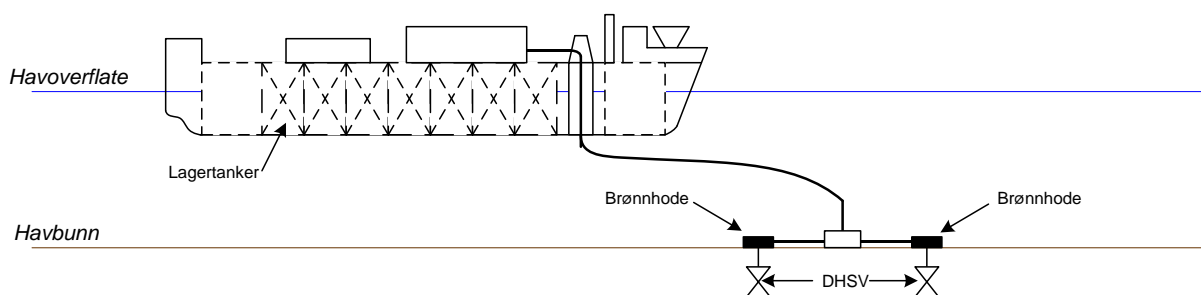 Havoverflate
Lagertanker
Brønnhode
Brønnhode
Havbunn
DHSV